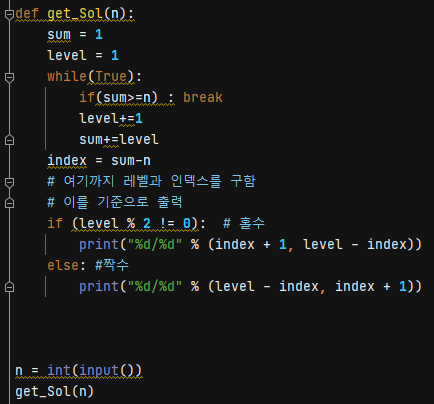 def get_Sol(n):
    sum = 1
    level = 1
    while(True):
        if(sum>=n) : break
        level+=1
        sum+=level
    index = sum-n
    # 여기까지 레벨과 인덱스를 구함
    # 이를 기준으로 출력
    if (level % 2 != 0):  # 홀수
        print("%d/%d" % (index + 1, level - index))
    else: #짝수
        print("%d/%d" % (level - index, index + 1))
n = int(input())
get_Sol(n)